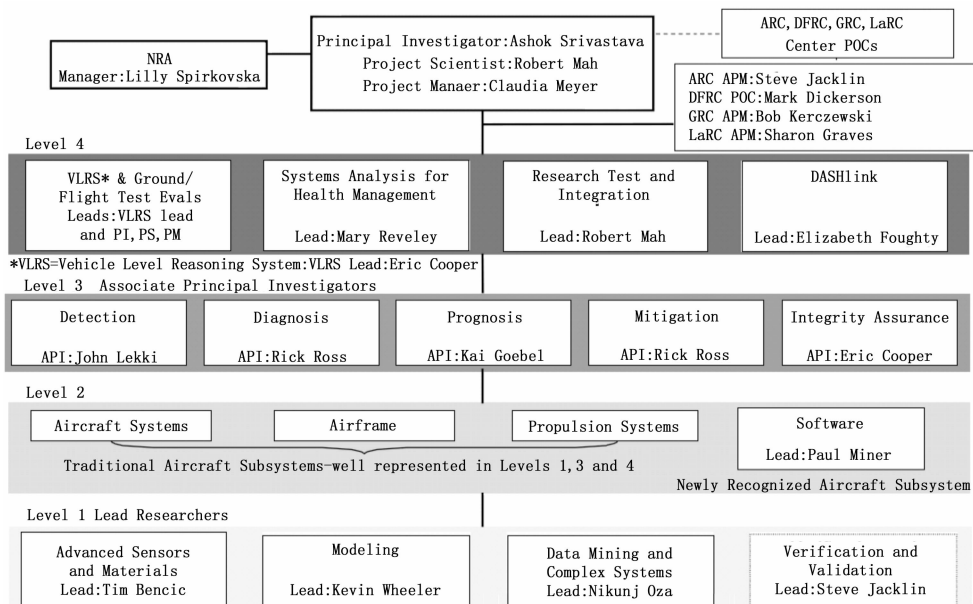 NRA
Manager:Lilly Spirkovska
Principal Investigator:Ashok Srivastava
Project Scientist:Robert Mah
Project Manaer:Claudia Meyer
ARC,DFRC,GRC,LaRC
Center POCs
ARC APM:Steve Jacklin
DFRC POC:Mark Dickerson
GRC APM:Bob Kerczewski
LaRC APM:Sharon Graves
Level 4
VLRS* & Ground/
Flight Test Evals
Leads:VLRS lead
and PI,PS,PM
Systems Analysis for
Health Management
Lead:Mary Reveley
Research Test and
Integration
Lead:Robert Mah
DASHlink
Lead:Elizabeth Foughty
*VLRS=Vehicle Level Reasoning System:VLRS Lead:Eric Cooper
Level 3 Associate Principal Investigators
Detection
API:John Lekki
Diagnosis
API:Rick Ross
Prognosis
API:Kai Goebel
Mitigation
API:Rick Ross
Integrity Assurance
API:Eric Cooper
Level 2
Aircraft Systems
Airframe
Propulsion Systems
Traditional Aircraft Subsystems-well represented in Levels 1,3 and 4
Software
Lead:Paul Miner
Newly Recognized Aircraft Subsystem
Level 1 Lead Researchers
Advanced Sensors
and Materials
Lead:Tim Bencic
Modeling
Lead:Kevin Wheeler
Data Mining and
Complex Systems
Lead:Nikunj Oza
Verification and
Validation
Lead:Steve Jacklin